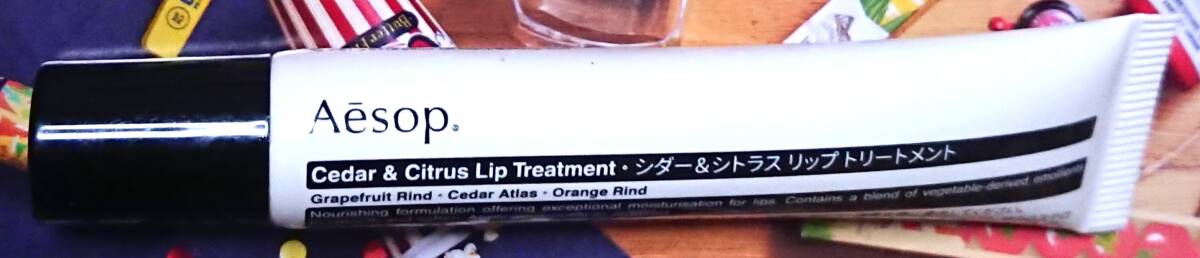 Butter
Aēsop.
Cedar & Citrus Lip Treatment · シダー&シトラス リップトリートメント
Grapefruit Rind · Cedar Atlas · Orange Rind
Nourishing formulation offering exceptional moisturisation for lips. Contains a blend of vegetable-derived emollients